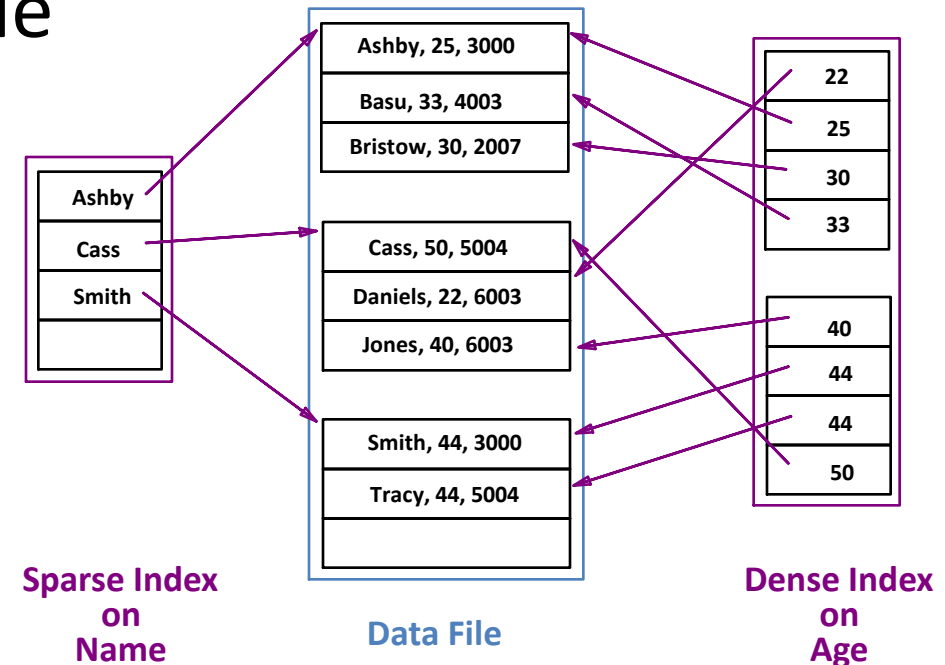 Ashby
Cass
Smith
Sparse Index
on
Name
Ashby, 25, 3000
Basu, 33, 4003
Bristow, 30, 2007
Cass, 50, 5004
Daniels, 22, 6003
Jones, 40, 6003
Smith, 44, 3000
Tracy, 44, 5004
Data File
22
25
30
33
40
44
44
50
Dense Index
on
Age